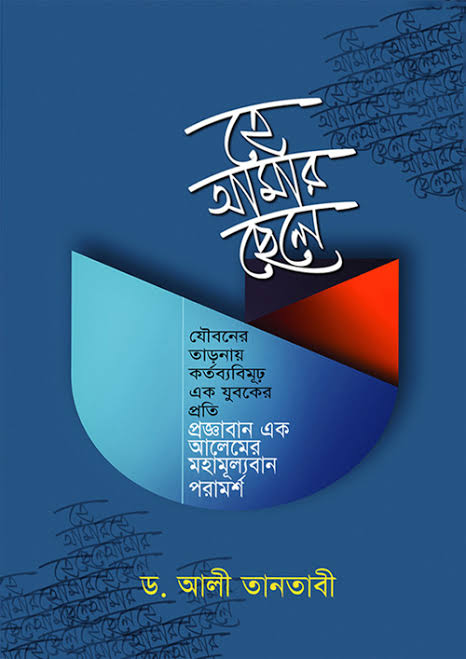 হে
আমার
ছেলে
যৌবনের
তাড়নায়
কর্তব্যবিমূঢ়
এক যুবকের
প্রতি
প্রজ্ঞাবান এক
আলেমের
মহামূল্যবান
পরামর্শ
ড. আলী তানতাবী